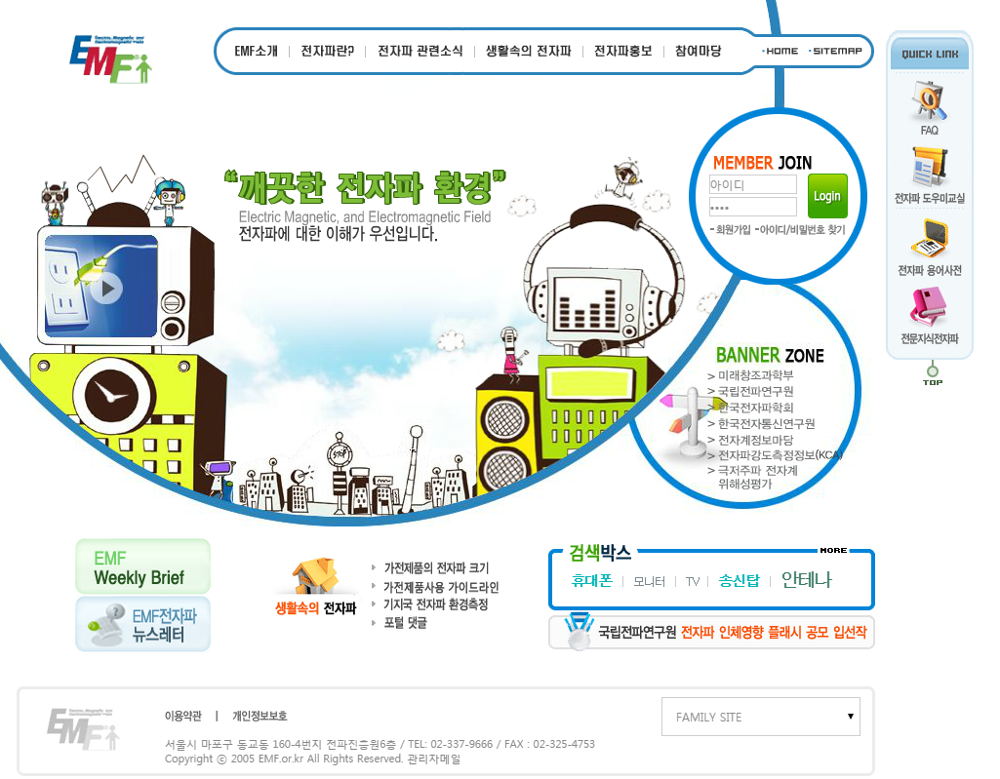 Electric, Magnetic and
Electromagnetic Field
EMF
EMF소개 | 전자파란? | 전자파 관련소식 | 생활속의 전자파 | 전자파홍보 | 참여마당
HOME SITEMAP
QUICK LINK
FAQ
전자파 도우미교실
전자파 용어사전
전문지식전자파
TOP
“깨끗한 전자파 환경”
Electric Magnetic, and Electromagnetic Field
전자파에 대한 이해가 우선입니다.
STOP
MEMBER JOIN
아이디
••••
Login
회원가입 아이디/비밀번호 찾기
BANNER ZONE
> 미래창조과학부
> 국립전파연구원
> 한국전자파학회
> 한국전자통신연구원
> 전자계정보마당
> 전자파강도측정정보(KCA)
> 극저주파 전자계
위해성평가
EMF
Weekly Brief
EMF전자파
뉴스레터
생활속의 전자파
가전제품의 전자파 크기
가전제품사용 가이드라인
기지국 전자파 환경측정
포털 댓글
검색박스
MORE
휴대폰 | 모니터 | TV | 송신탑 | 안테나
국립전파연구원 전자파 인체영향 플래시 공모 입선작
Electric, Magnetic and
Electromagnetic Field
EMF
이용약관 | 개인정보보호
서울시 마포구 동교동 160-4번지 전파진흥원6층 / TEL: 02-337-9666 / FAX : 02-325-4753
Copyright ⓒ 2005 EMF.or.kr All Rights Reserved. 관리자메일
FAMILY SITE